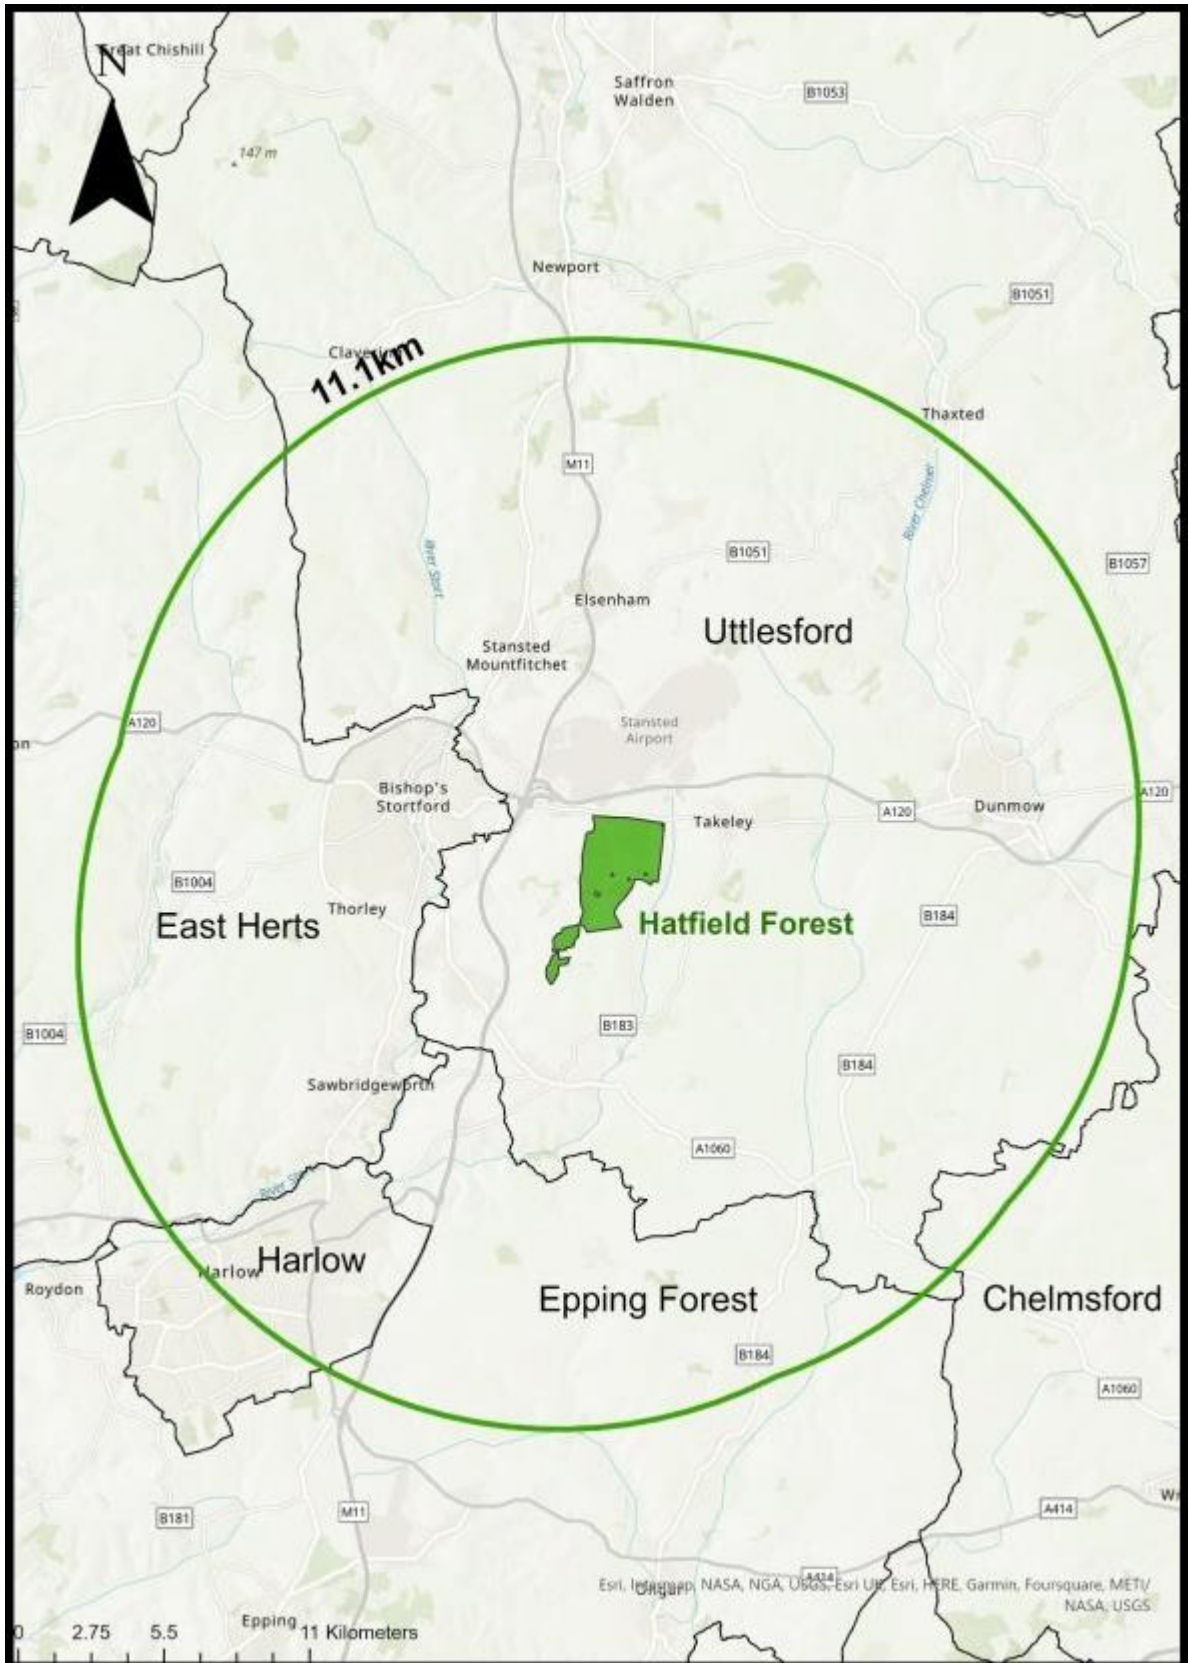 Great Chishill
N
Saffron
Walden
B1053
147 m
Newport
B1051
Clavering
11.1km
Thaxted
M11
River Chelmer
B1051
B1057
River Stort
Elsenham
Uttlesford
Stansted
Mountfitchet
Stansted
Airport
A120
on
Bishop's
Stortford
A120
Takeley
A120
Dunmow
B1004
Thorley
East Herts
Hatfield Forest
B184
B1004
B183
B184
Sawbridgeworth
A1060
River Stort
Harlow
Harlow
Roydon
Epping Forest
Chelmsford
B184
A1060
B181
M11
A414
Wr
A414
Ongar
Esri, Intermap, NASA, NGA, USGS, Esri UK, Esri, HERE, Garmin, Foursquare, METI/
NASA, USGS
Epping
0 2.75 5.5 11 Kilometers